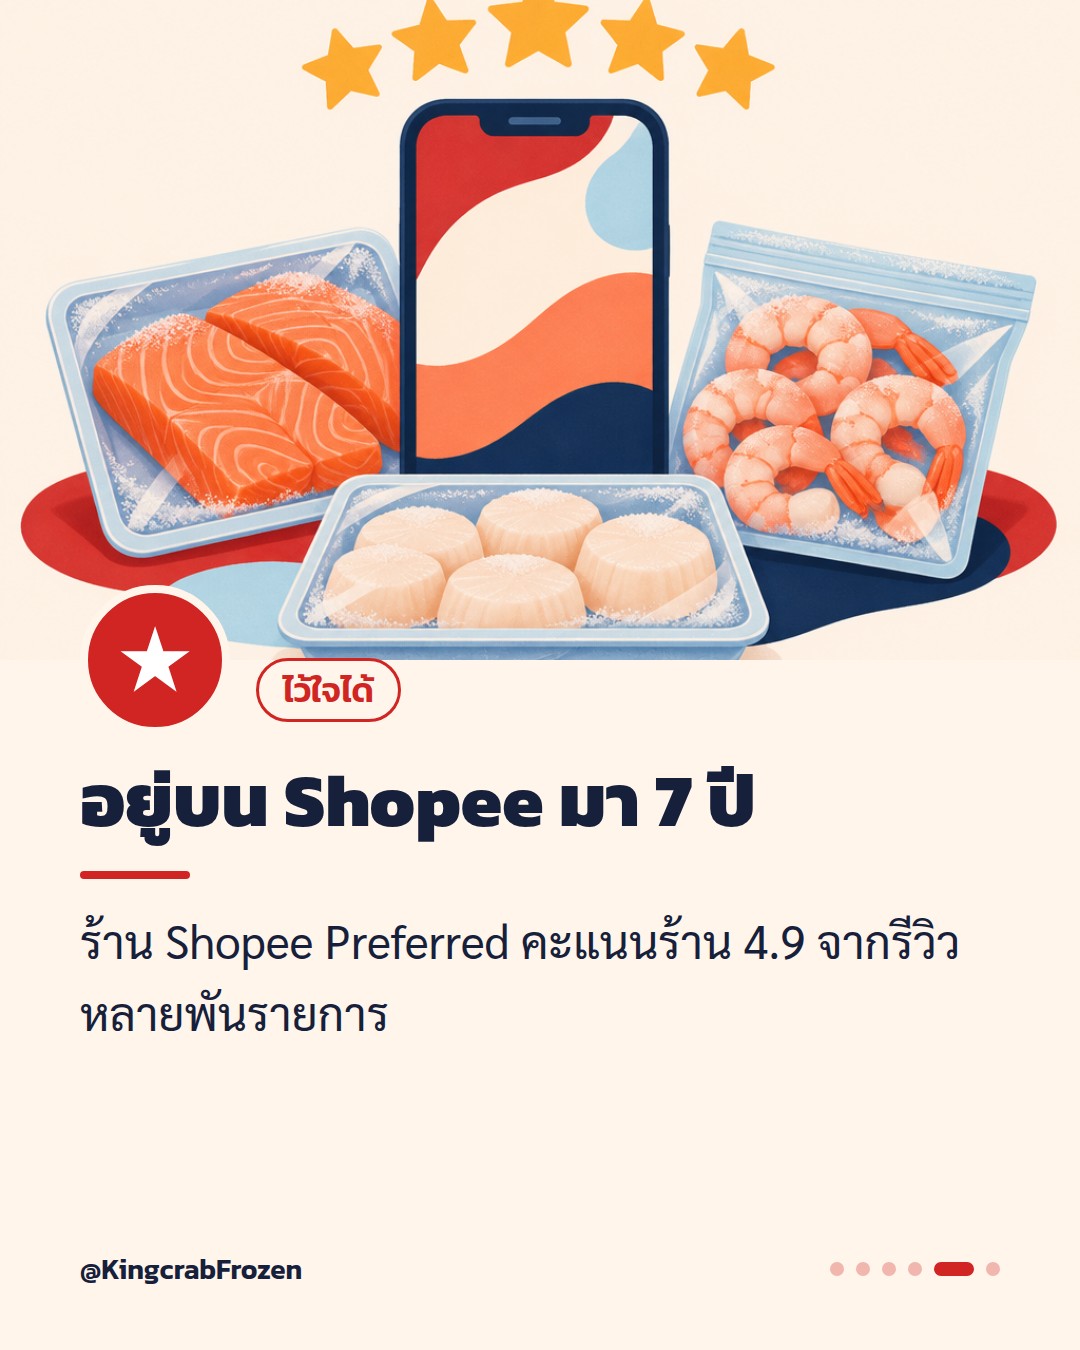 ไว้ใจได้
อยู่บน Shopee มา 7 ปี
ร้าน Shopee Preferred คะแนนร้าน 4.9 จากรีวิว
หลายพันรายการ
@KingcrabFrozen